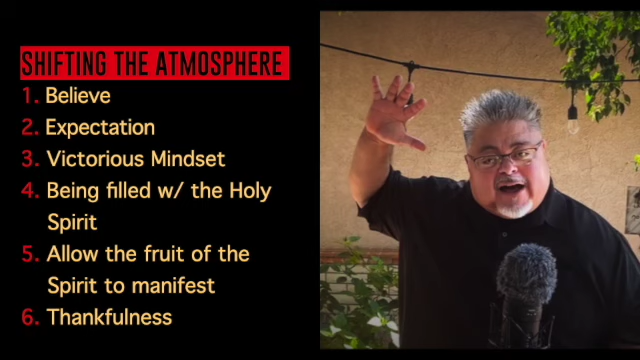 SHIFTING THE ATMOSPHERE
1. Believe
2. Expectation
3. Victorious Mindset
4. Being filled w/ the Holy
Spirit
5. Allow the fruit of the
Spirit to manifest
6. Thankfulness